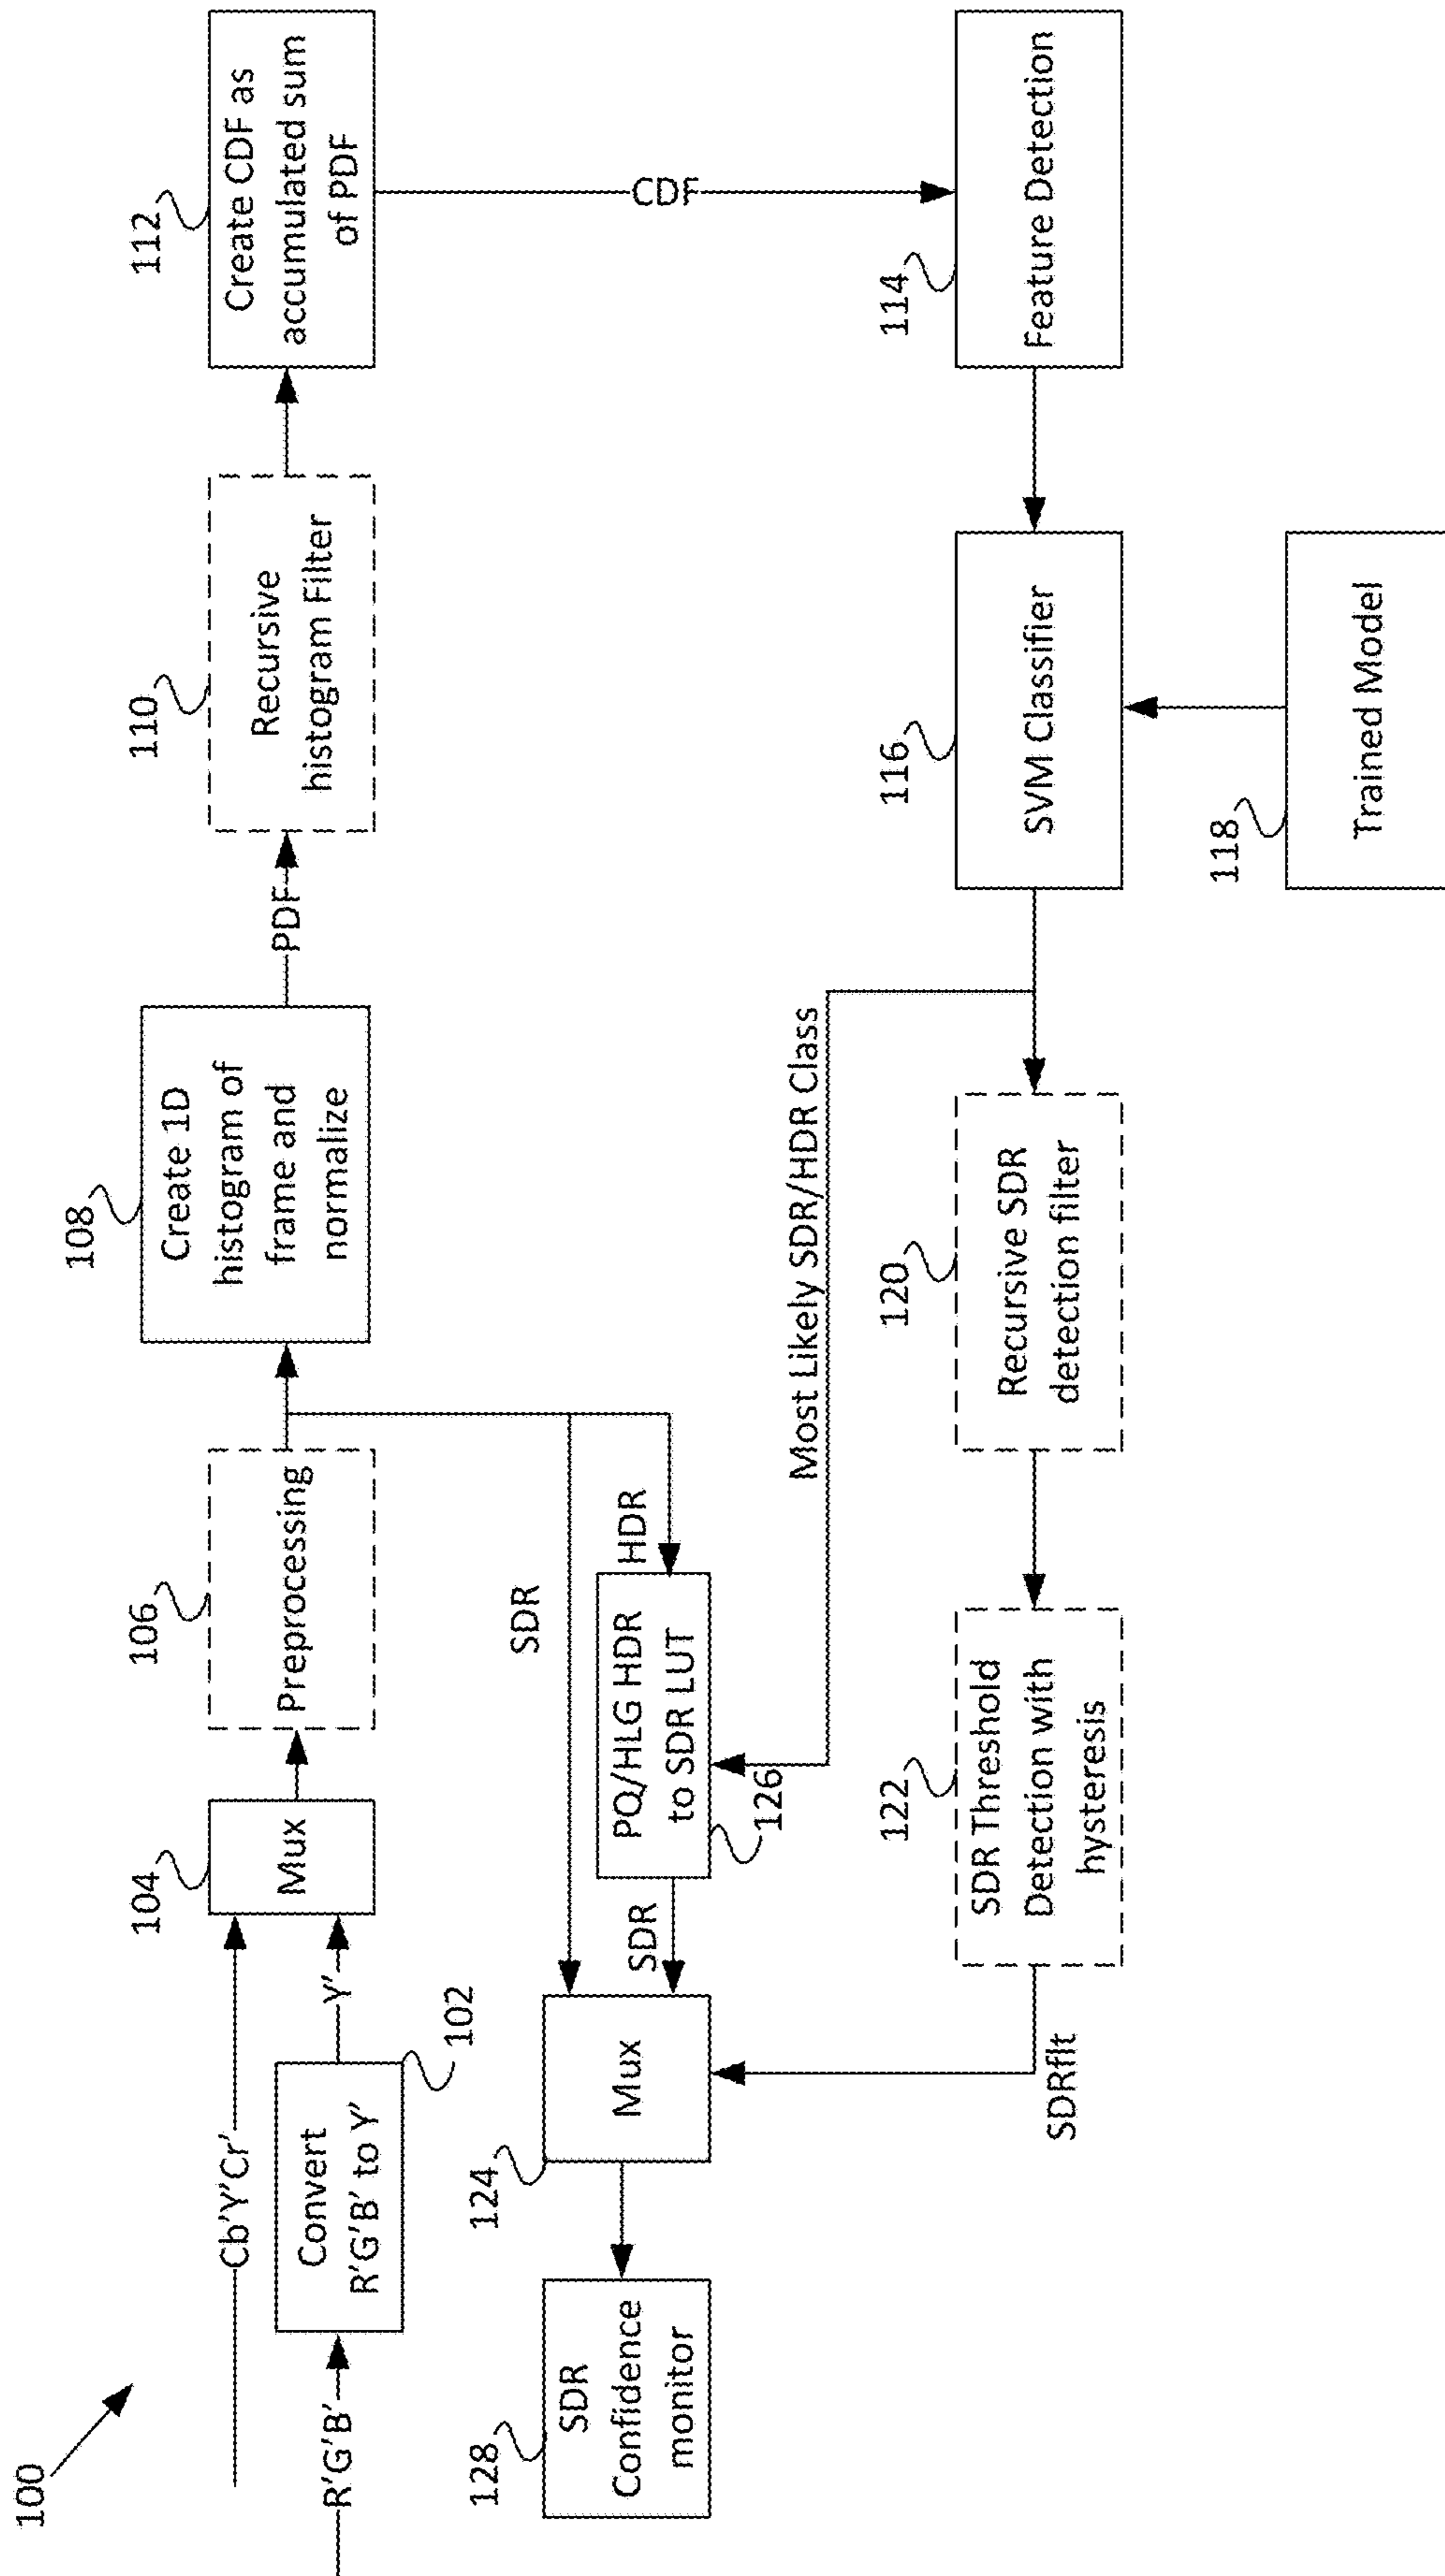 100
R'G'B'
Cb'Y'Cr'
Convert
R'G'B' to Y'
102
Y'
104
Mux
106
Preprocessing
108
Create 1D
histogram of
frame and
normalize
PDF
110
Recursive
histogram Filter
112
Create CDF as
accumulated sum
of PDF
CDF
SDR
HDR
PQ/HLG HDR
to SDR LUT
126
SDR
124
Mux
128
SDR
Confidence
monitor
Most Likely SDR/HDR Class
114
Feature Detection
116
SVM Classifier
118
Trained Model
120
Recursive SDR
detection filter
122
SDR Threshold
Detection with
hysteresis
SDRflt